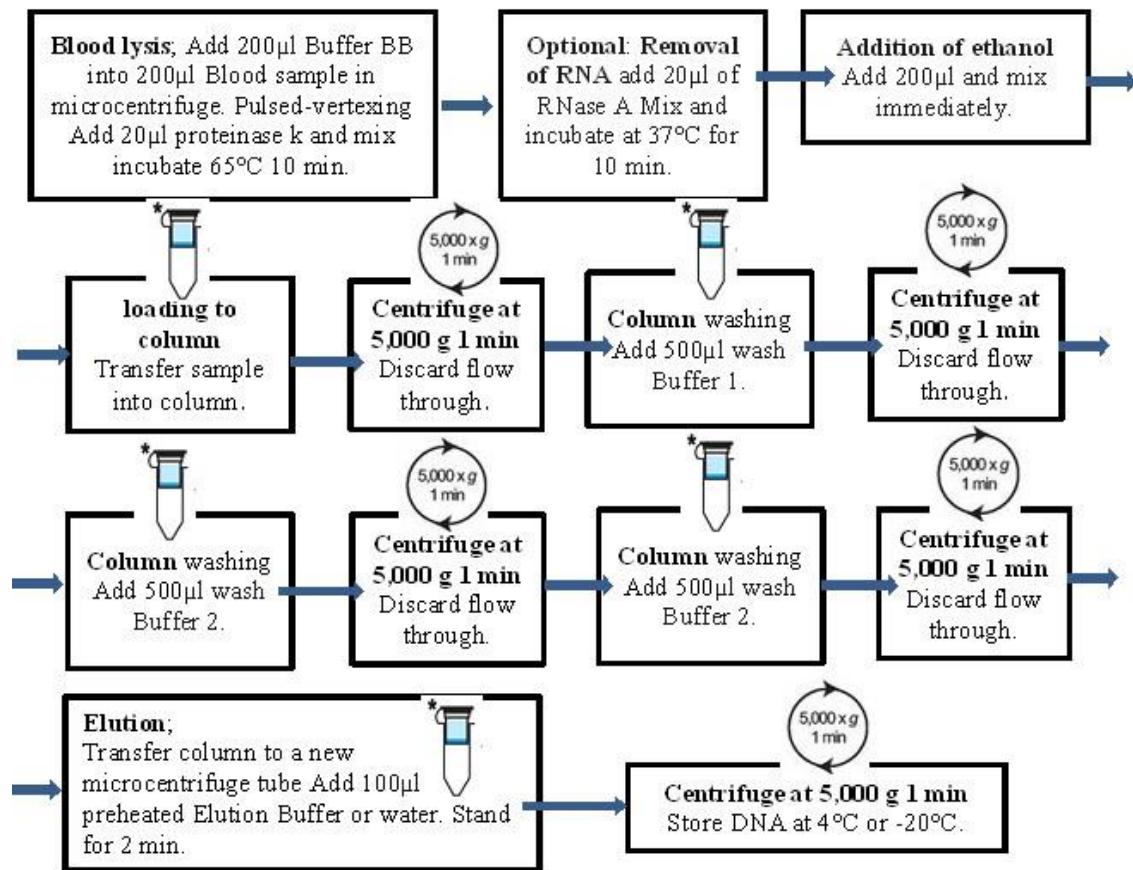 Blood lysis; Add 200µl Buffer BB
into 200µl Blood sample in
microcentrifuge. Pulsed-vertexing
Add 20µl proteinase k and mix
incubate 65°C 10 min.
Optional: Removal
of RNA add 20µl of
RNase A Mix and
incubate at 37°C for
10 min.
Addition of ethanol
Add 200µl and mix
immediately.
*
loading to
column
Transfer sample
into column.
5,000 x g
1 min
Centrifuge at
5,000 g 1 min
Discard flow
through.
*
Column washing
Add 500µl wash
Buffer 1.
5,000 x g
1 min
Centrifuge at
5,000 g 1 min
Discard flow
through.
*
Column washing
Add 500µl wash
Buffer 2.
5,000 x g
1 min
Centrifuge at
5,000 g 1 min
Discard flow
through.
*
Column washing
Add 500µl wash
Buffer 2.
5,000 x g
1 min
Centrifuge at
5,000 g 1 min
Discard flow
through.
*
Elution;
Transfer column to a new
microcentrifuge tube Add 100µl
preheated Elution Buffer or water. Stand
for 2 min.
5,000 x g
1 min
Centrifuge at 5,000 g 1 min
Store DNA at 4°C or -20°C.